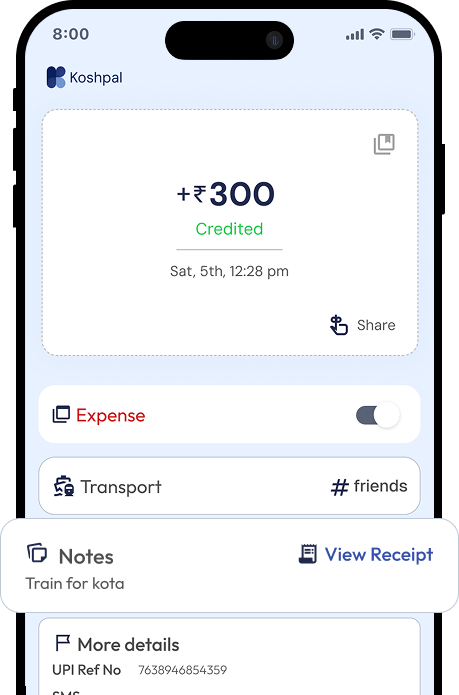 8:00
Koshpal
+₹300
Credited
Sat, 5th, 12:28 pm
Share
Expense
Transport
#friends
Notes
View Receipt
Train for kota
More details
UPI Ref No 7638946854359
SMS